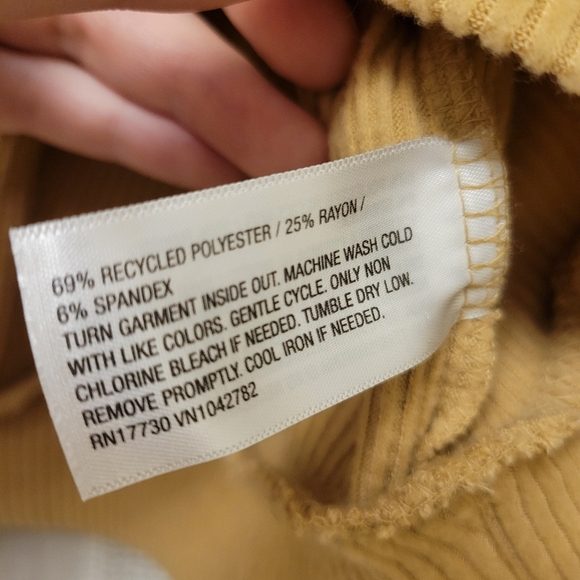 69% RECYCLED POLYESTER / 25% RAYON /
6% SPANDEX
TURN GARMENT INSIDE OUT. MACHINE WASH COLD
WITH LIKE COLORS. GENTLE CYCLE. ONLY NON
CHLORINE BLEACH IF NEEDED. TUMBLE DRY LOW.
REMOVE PROMPTLY. COOL IRON IF NEEDED.
RN17730 VN1042782